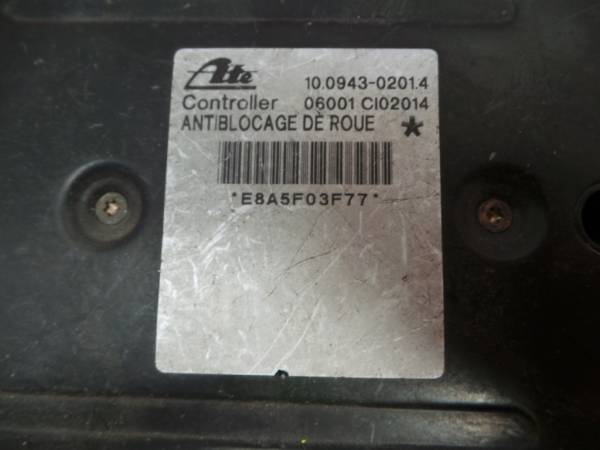 Ate 10.0943-0201.4
Controller 06001 CI02014
ANTIBLOCAGE DE ROUE *
*E8A5F03F77*